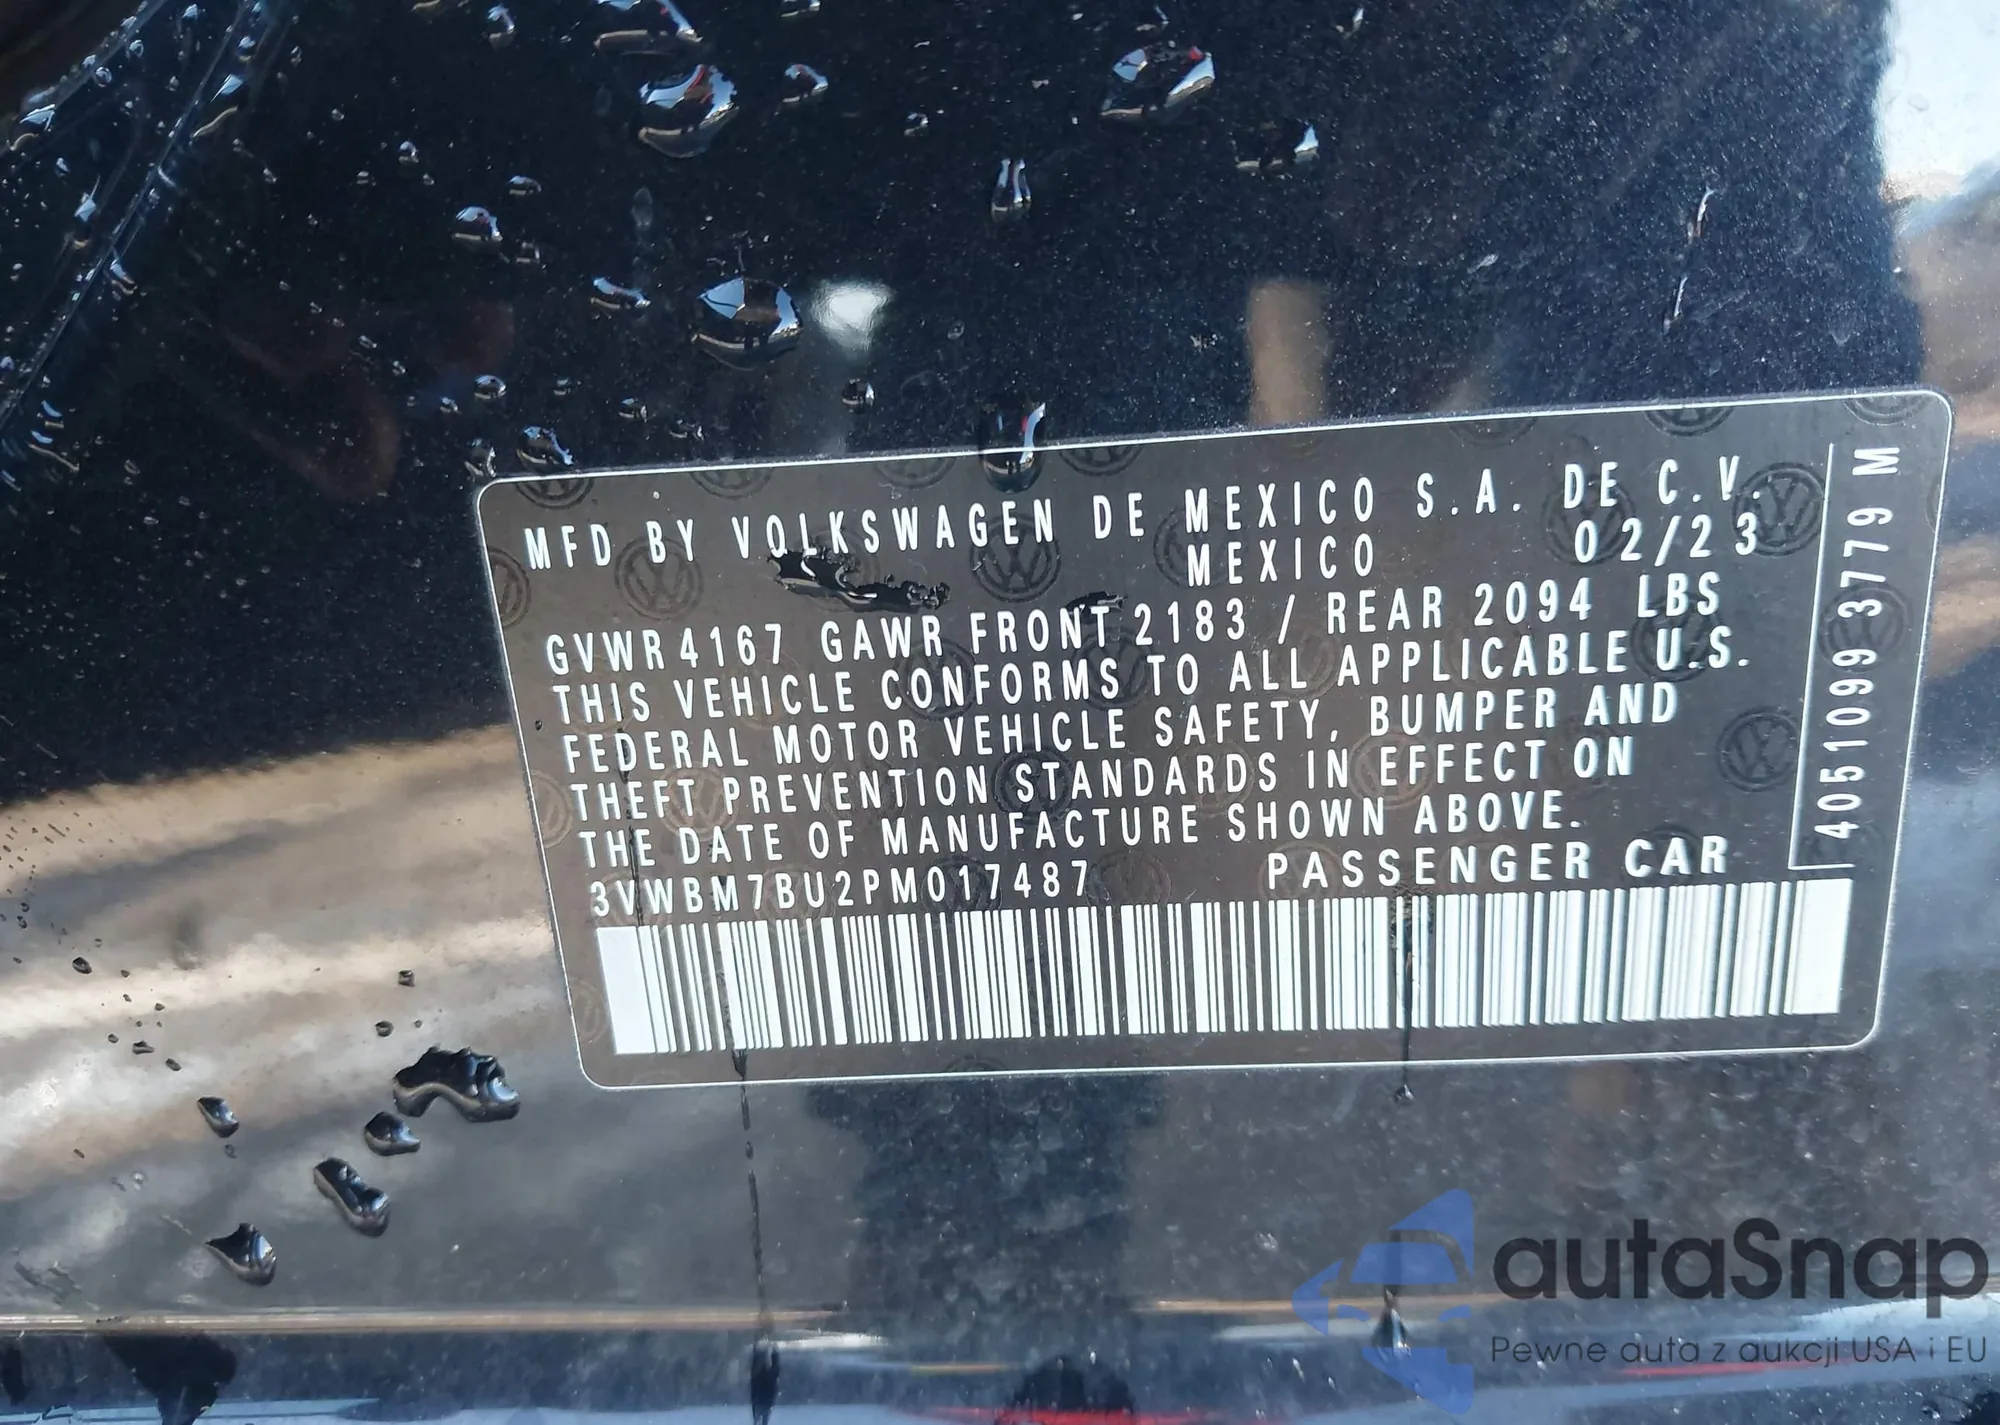 MFD BY VOLKSWAGEN DE MEXICO S.A. DE C.V.
MEXICO 02/23
GVWR 4167 GAWR FRONT 2183 / REAR 2094 LBS
THIS VEHICLE CONFORMS TO ALL APPLICABLE U.S.
FEDERAL MOTOR VEHICLE SAFETY, BUMPER AND
THEFT PREVENTION STANDARDS IN EFFECT ON
THE DATE OF MANUFACTURE SHOWN ABOVE.
3VWBM7BU2PM017487 PASSENGER CAR
4051099 3779 M
autaSnap
Pewne auta z aukcji USA i EU